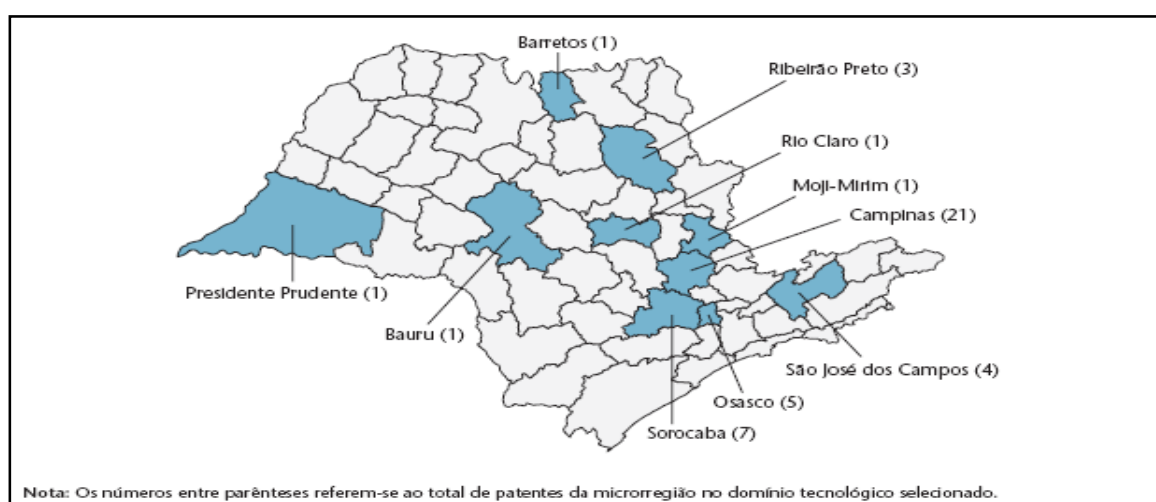 Barretos (1)
Ribeirão Preto (3)
Rio Claro (1)
Moji-Mirim (1)
Campinas (21)
Presidente Prudente (1)
Bauru (1)
São José dos Campos (4)
Osasco (5)
Sorocaba (7)
Nota: Os números entre parênteses referem-se ao total de patentes da microrregião no domínio tecnológico selecionado.